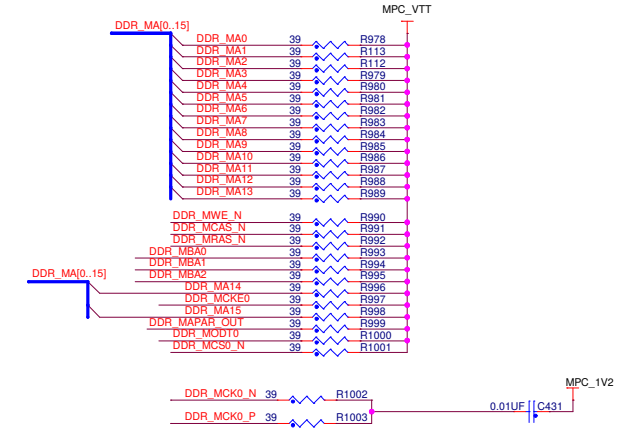 MPC_VTT
DDR_MA[0..15]
DDR_MA0 39 R978
DDR_MA1 39 R113
DDR_MA2 39 R112
DDR_MA3 39 R979
DDR_MA4 39 R980
DDR_MA5 39 R981
DDR_MA6 39 R982
DDR_MA7 39 R983
DDR_MA8 39 R984
DDR_MA9 39 R985
DDR_MA10 39 R986
DDR_MA11 39 R987
DDR_MA12 39 R988
DDR_MA13 39 R989
DDR_MWE_N 39 R990
DDR_MCAS_N 39 R991
DDR_MRAS_N 39 R992
DDR_MBA0 39 R993
DDR_MBA1 39 R994
DDR_MBA2 39 R995
DDR_MA[0..15]
DDR_MA14 39 R996
DDR_MCKE0 39 R997
DDR_MA15 39 R998
DDR_MAPAR_OUT 39 R999
DDR_MODT0 39 R1000
DDR_MCS0_N 39 R1001
MPC_1V2
DDR_MCK0_N 39 R1002
0.01UF C431
DDR_MCK0_P 39 R1003